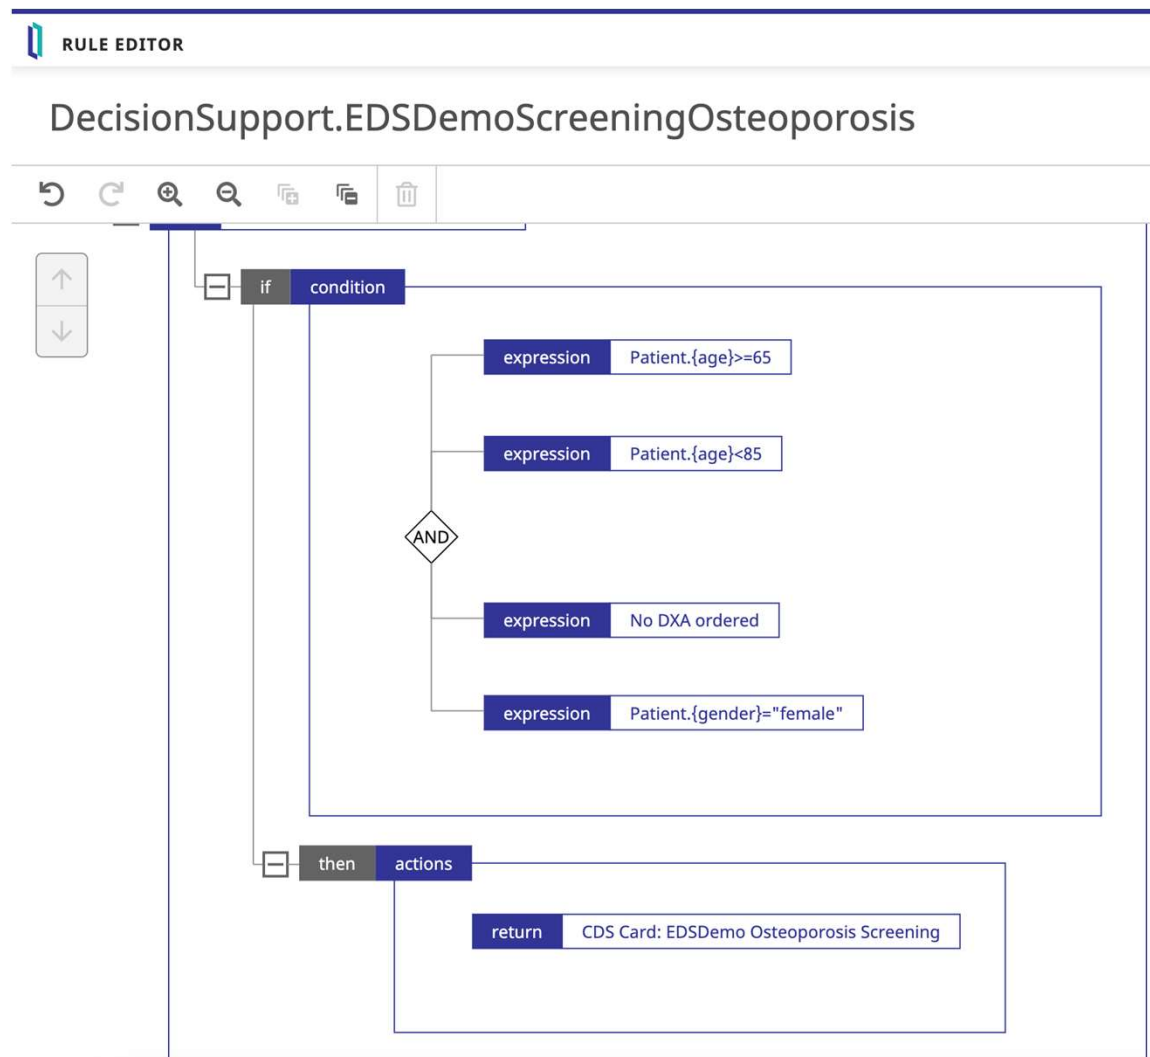 RULE EDITOR
DecisionSupport.EDSDemoScreeningOsteoporosis
if condition
expression Patient.{age}>=65
expression Patient.{age}<85
AND
expression No DXA ordered
expression Patient.{gender}="female"
then actions
return CDS Card: EDSDemo Osteoporosis Screening